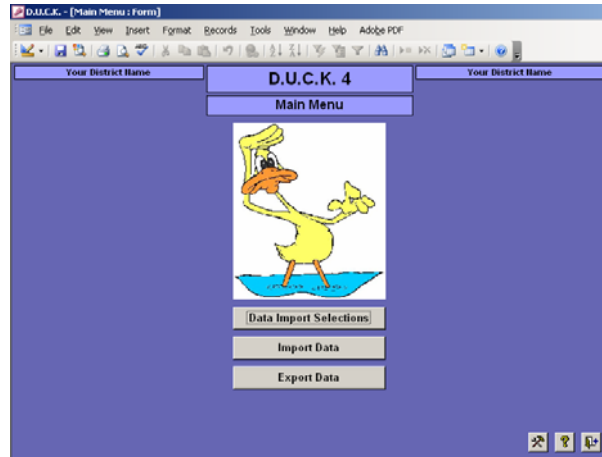 D.U.C.K. - [Main Menu : Form]
File Edit View Insert Format Records Tools Window Help Adobe PDF
Your District Name
D.U.C.K. 4
Your District Name
Main Menu
Data Import Selections
Import Data
Export Data